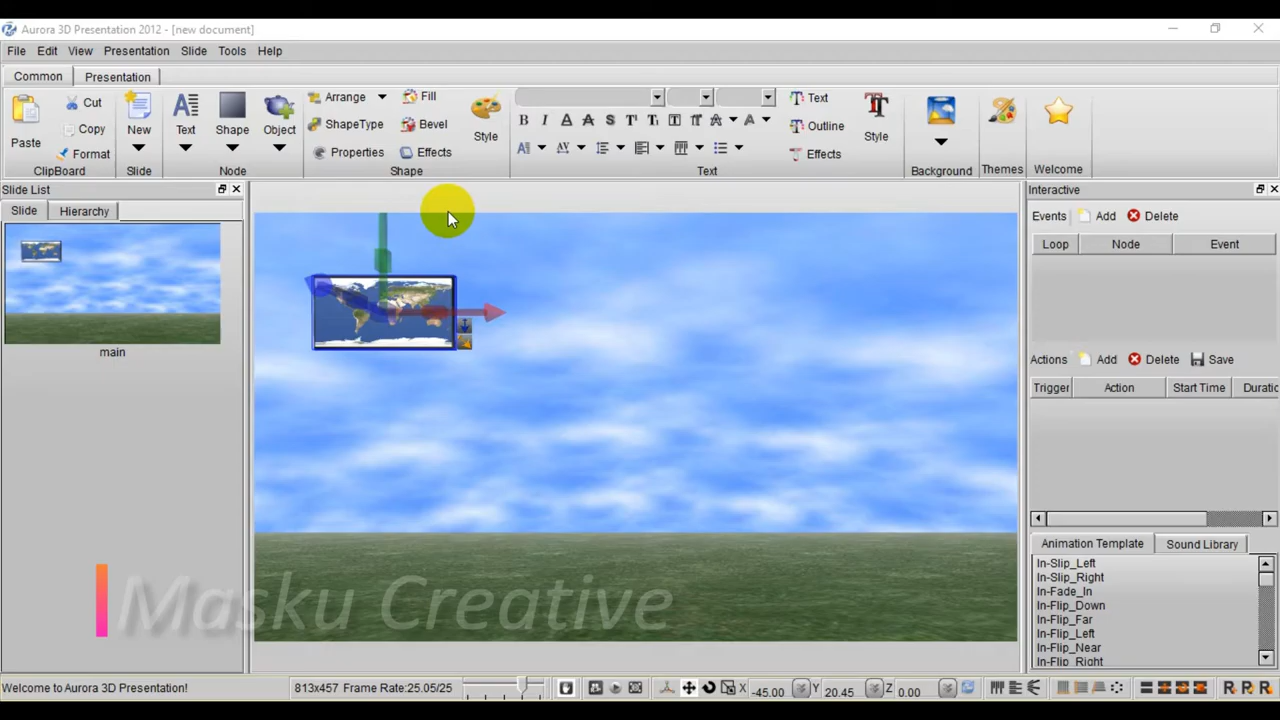 Aurora 3D Presentation 2012 - [new document]
File Edit View Presentation Slide Tools Help
Common Presentation
Paste Cut Copy Format ClipBoard
New Slide
Text Shape Object Node
Arrange Fill
ShapeType Bevel
Properties Effects
Style
Shape
B I A A S T T T T A A
Text
Text Outline Effects
Style
Background
Themes
Welcome
Slide List
Slide Hierarchy
main
Interactive
Events Add Delete
Loop Node Event
Actions Add Delete Save
Trigger Action Start Time Duratic
Animation Template Sound Library
In-Slip_Left
In-Slip_Right
In-Fade_In
In-Flip_Down
In-Flip_Far
In-Flip_Left
In-Flip_Near
In-Flip_Right
Masku Creative
Welcome to Aurora 3D Presentation!
813x457 Frame Rate:25.05/25
X -45.00 Y 20.45 Z 0.00
R R R